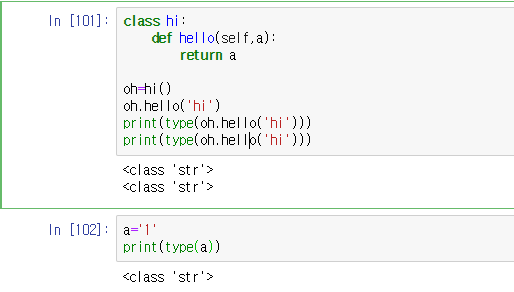 In [101]: class hi:
    def hello(self,a):
        return a

oh=hi()
oh.hello('hi')
print(type(oh.hello('hi')))
print(type(oh.hello('hi')))
<class 'str'>
<class 'str'>
In [102]: a='1'
print(type(a))
<class 'str'>